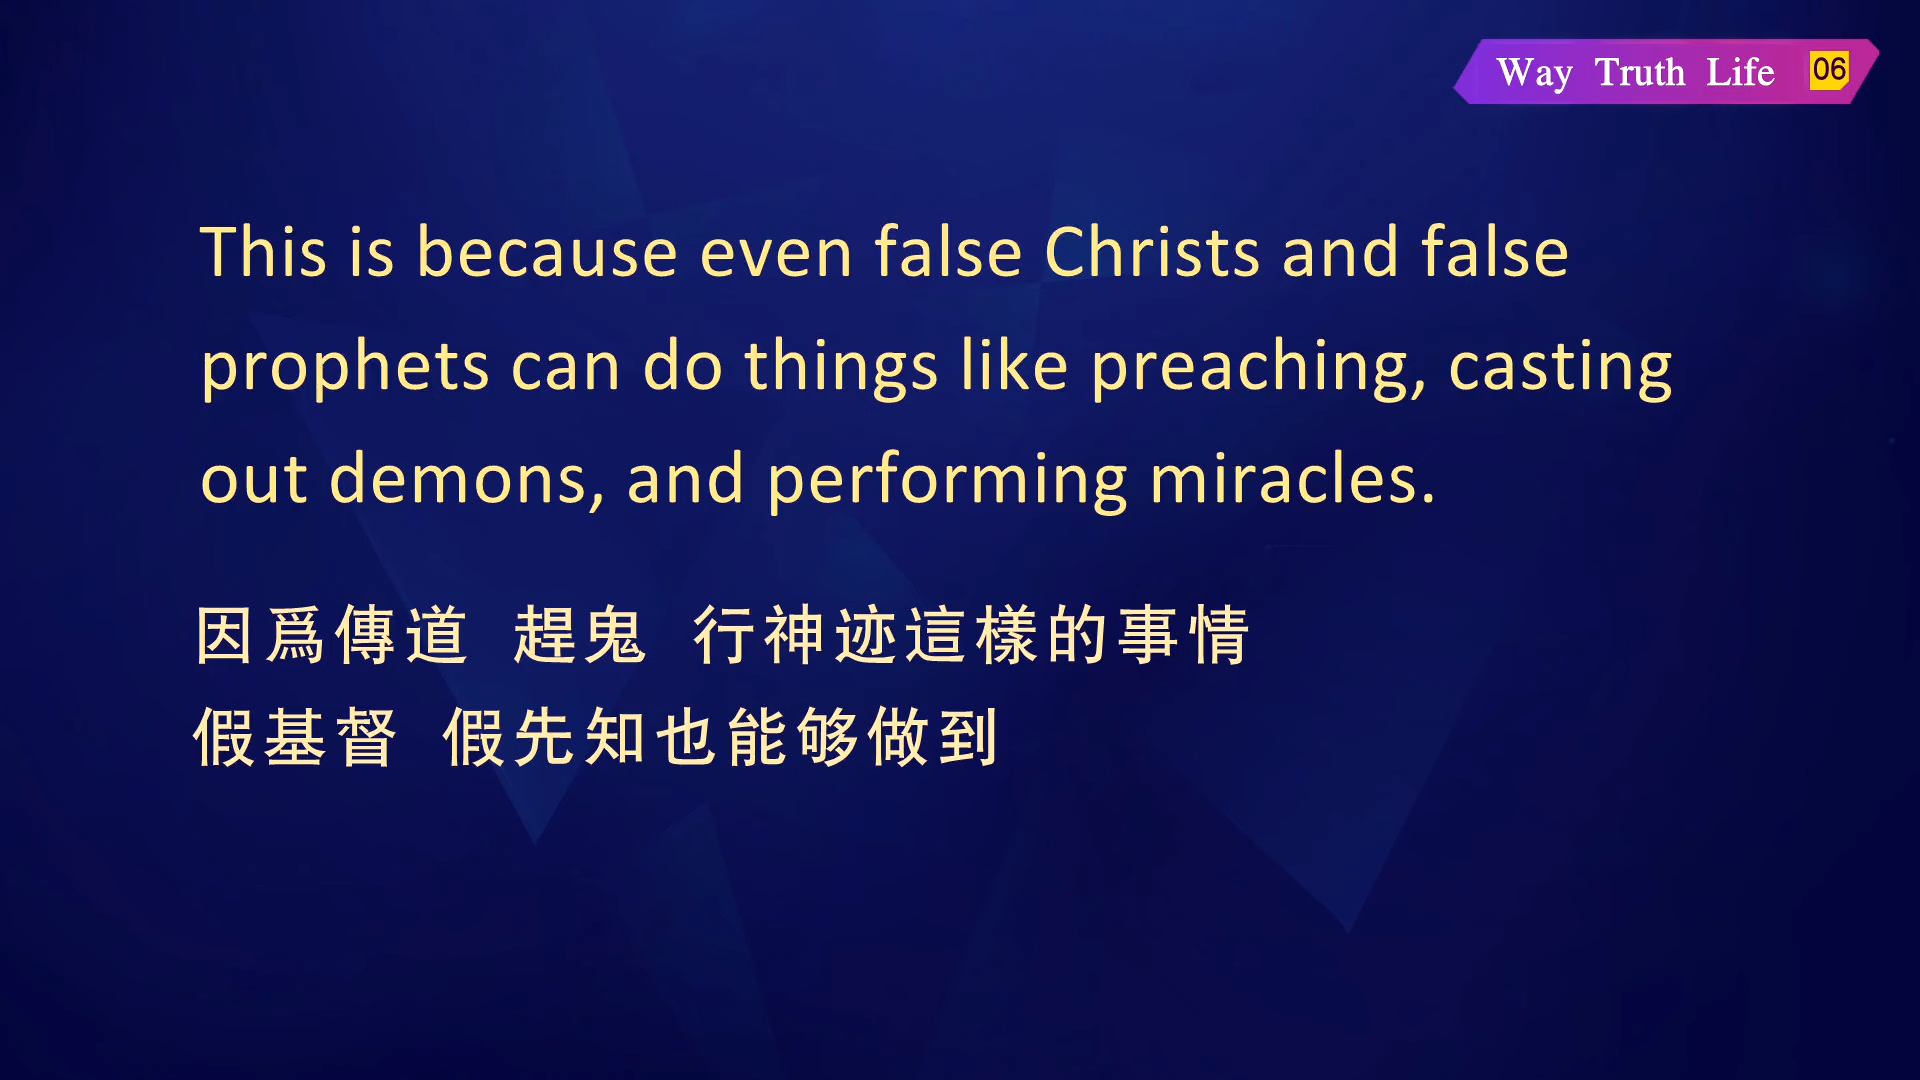 Way Truth Life 06
This is because even false Christs and false
prophets can do things like preaching, casting
out demons, and performing miracles.
因爲傳道 趕鬼 行神迹這樣的事情
假基督 假先知也能够做到